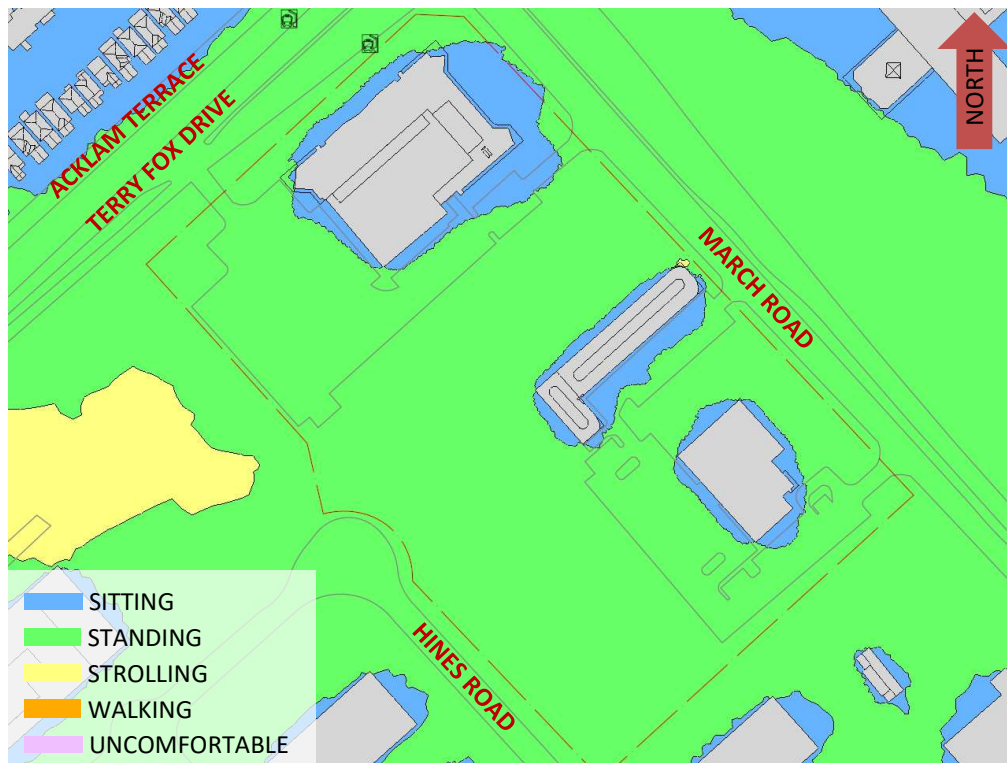 ACKLAM TERRACE
TERRY FOX DRIVE
NORTH
MARCH ROAD
HINES ROAD
SITTING
STANDING
STROLLING
WALKING
UNCOMFORTABLE